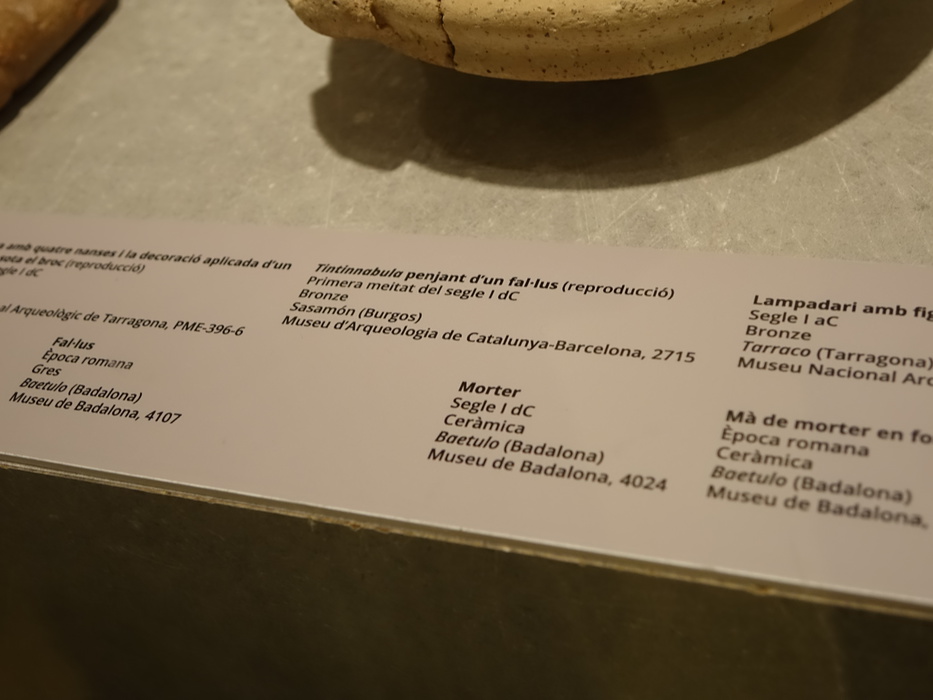 a amb quatre nanses i la decoració aplicada d'un
sota el broc (reproducció)
segle I dC
al Arqueològic de Tarragona, PME-396-6
Fal·lus
Època romana
Gres
Baetulo (Badalona)
Museu de Badalona, 4107
Tintinnabula penjant d'un fal·lus (reproducció)
Primera meitat del segle I dC
Bronze
Sasamón (Burgos)
Museu d'Arqueologia de Catalunya-Barcelona, 2715
Morter
Segle I dC
Ceràmica
Baetulo (Badalona)
Museu de Badalona, 4024
Lampadari amb fig
Segle I aC
Bronze
Tarraco (Tarragona)
Museu Nacional Arq
Mà de morter en fo
Època romana
Ceràmica
Baetulo (Badalona)
Museu de Badalona,